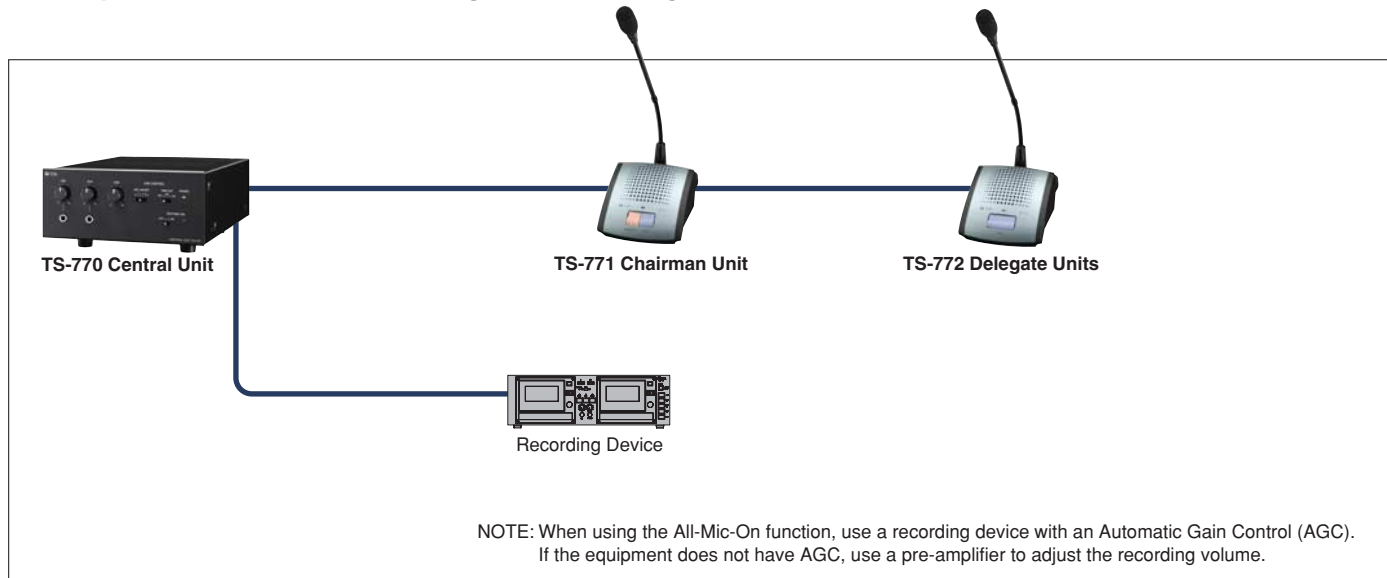 TS-770 Central Unit
TS-771 Chairman Unit
TS-772 Delegate Units
Recording Device
NOTE: When using the All-Mic-On function, use a recording device with an Automatic Gain Control (AGC).
If the equipment does not have AGC, use a pre-amplifier to adjust the recording volume.